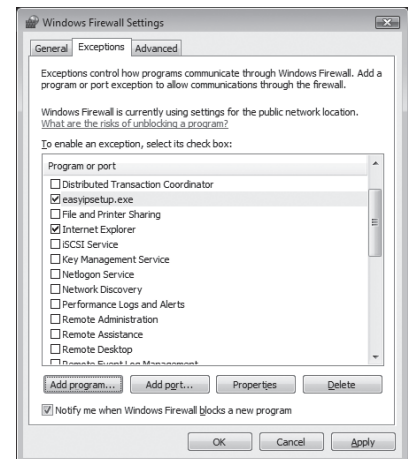 Windows Firewall Settings
General Exceptions Advanced
Exceptions control how programs communicate through Windows Firewall. Add a
program or port exception to allow communications through the firewall.
Windows Firewall is currently using settings for the public network location.
What are the risks of unblocking a program?
To enable an exception, select its check box:
Program or port
Distributed Transaction Coordinator
easyipsetup.exe
File and Printer Sharing
Internet Explorer
iSCSI Service
Key Management Service
Netlogon Service
Network Discovery
Performance Logs and Alerts
Remote Administration
Remote Assistance
Remote Desktop
Remote Event Log Management
Add program... Add port... Properties Delete
Notify me when Windows Firewall blocks a new program
OK Cancel Apply